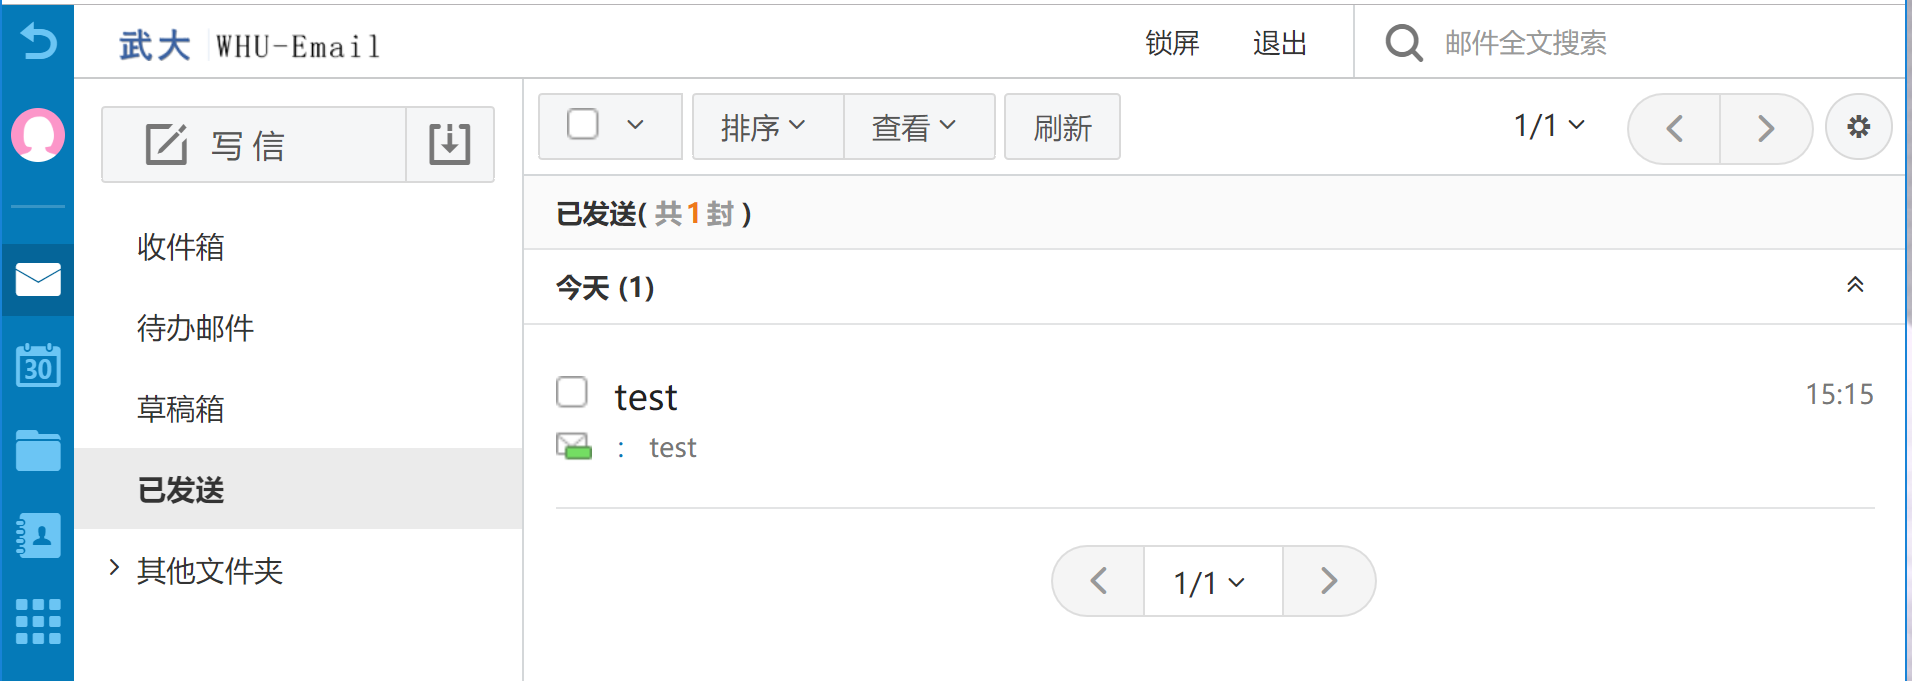 武大 WHU-Email
锁屏 退出 邮件全文搜索
写信
排序 查看 刷新 1/1
收件箱
待办邮件
30
草稿箱
已发送
其他文件夹
已发送( 共1封 )
今天 (1)
test 15:15
: test
1/1